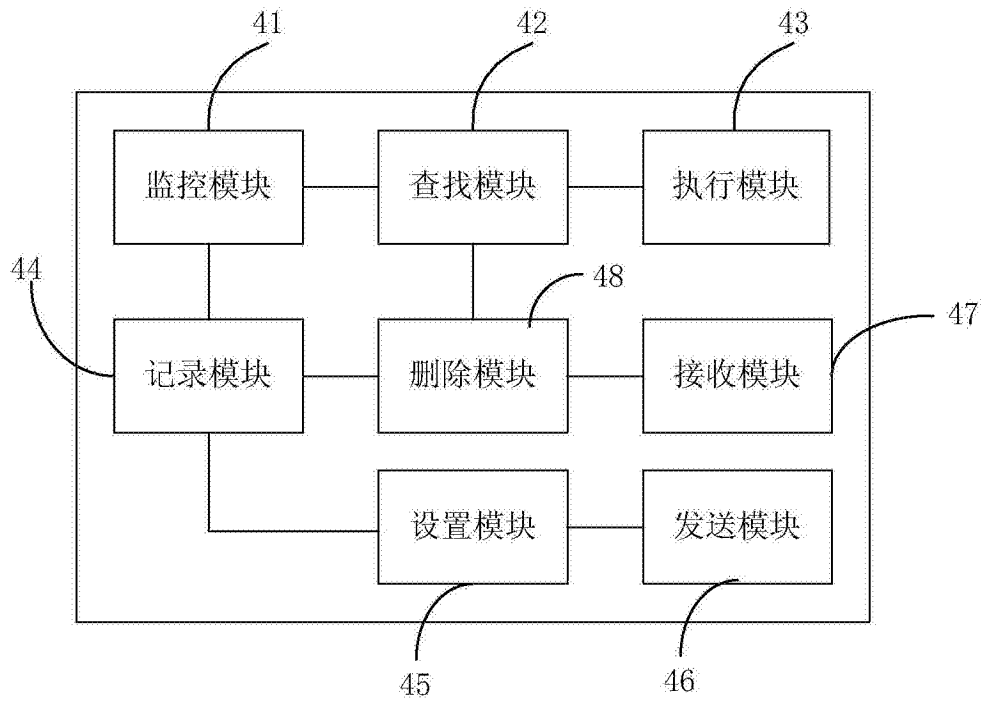 41
42
43
监控模块
查找模块
执行模块
44
48
47
记录模块
删除模块
接收模块
设置模块
发送模块
45
46